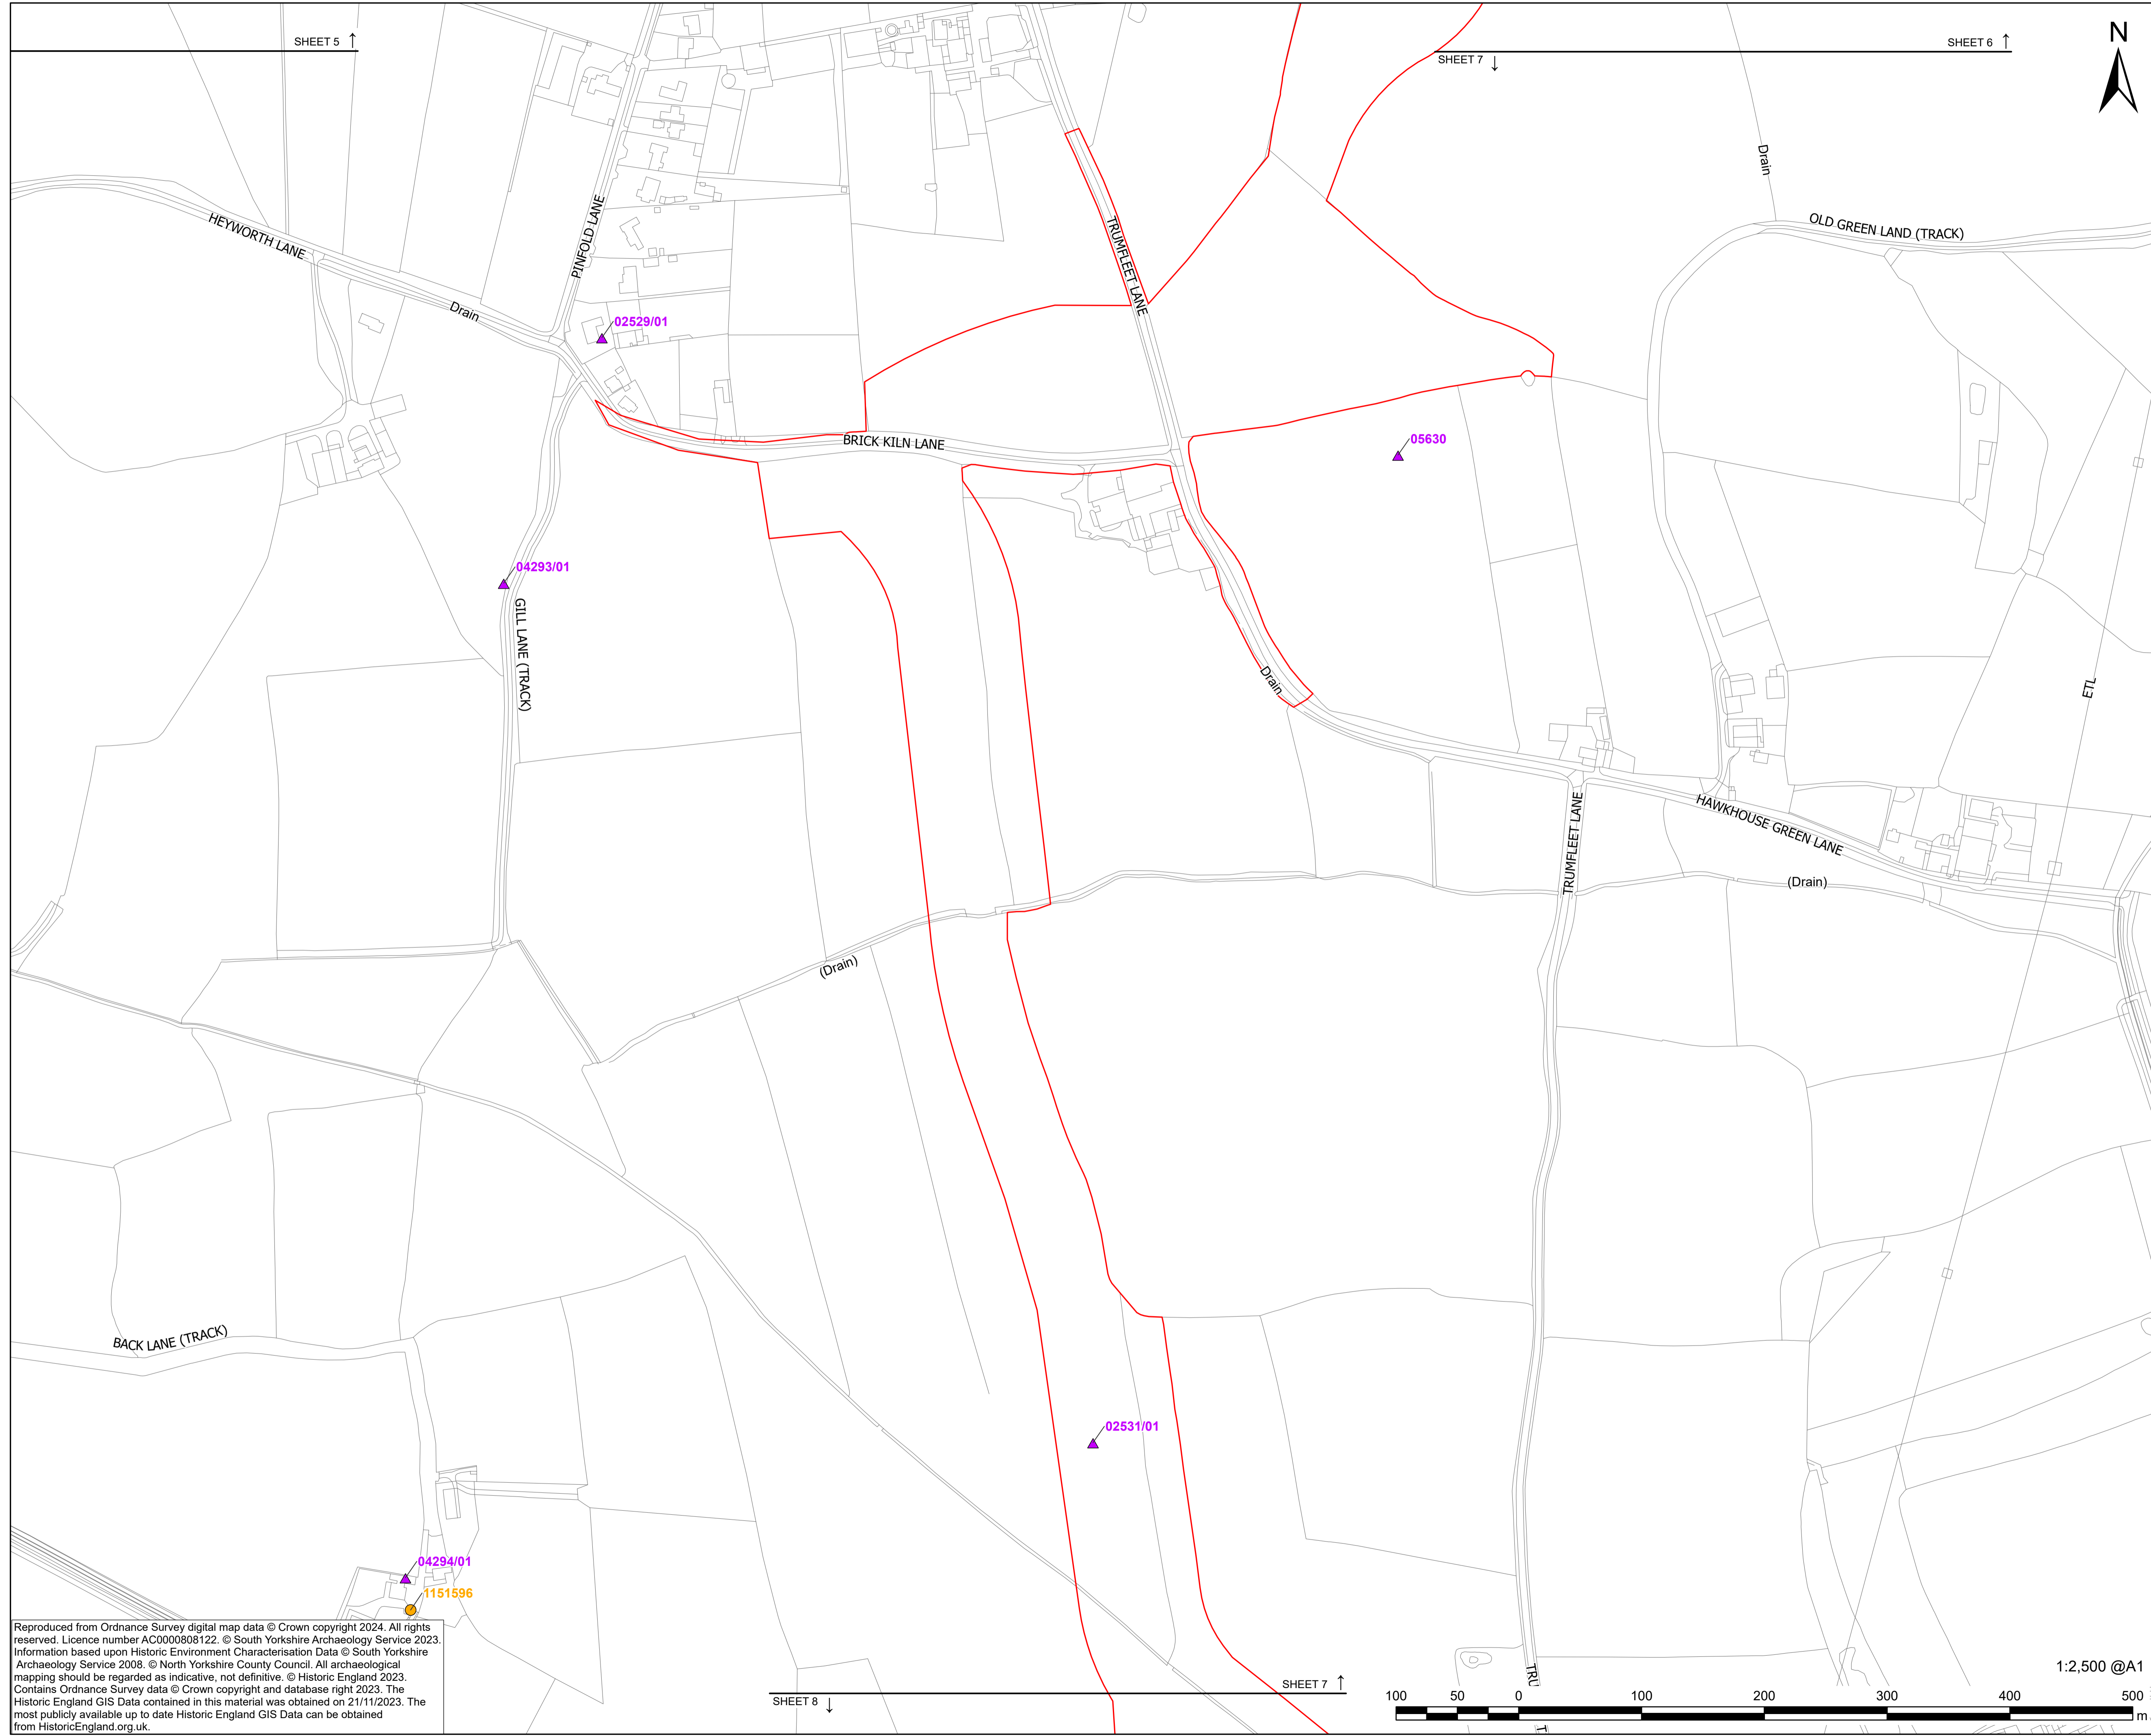 SHEET 5 ↑
SHEET 6 ↑
SHEET 7 ↓
N
Drain
HEYWORTH LANE
PINFOLD LANE
TRUMFLEET LANE
OLD GREEN LAND (TRACK)
Drain
02529/01
BRICK KILN LANE
05630
04293/01
GILL LANE (TRACK)
Drain
ETL
TRUMFLEET LANE
HAWKHOUSE GREEN LANE
(Drain)
(Drain)
BACK LANE (TRACK)
02531/01
04294/01
1151596
Reproduced from Ordnance Survey digital map data © Crown copyright 2024. All rights
reserved. Licence number AC0000808122. © South Yorkshire Archaeology Service 2023.
Information based upon Historic Environment Characterisation Data © South Yorkshire
Archaeology Service 2008. © North Yorkshire County Council. All archaeological
mapping should be regarded as indicative, not definitive. © Historic England 2023.
Contains Ordnance Survey data © Crown copyright and database right 2023. The
Historic England GIS Data contained in this material was obtained on 21/11/2023. The
most publicly available up to date Historic England GIS Data can be obtained
from HistoricEngland.org.uk.
SHEET 7 ↑
SHEET 8 ↓
TRU
T
1:2,500 @A1
100 50 0 100 200 300 400 500
m